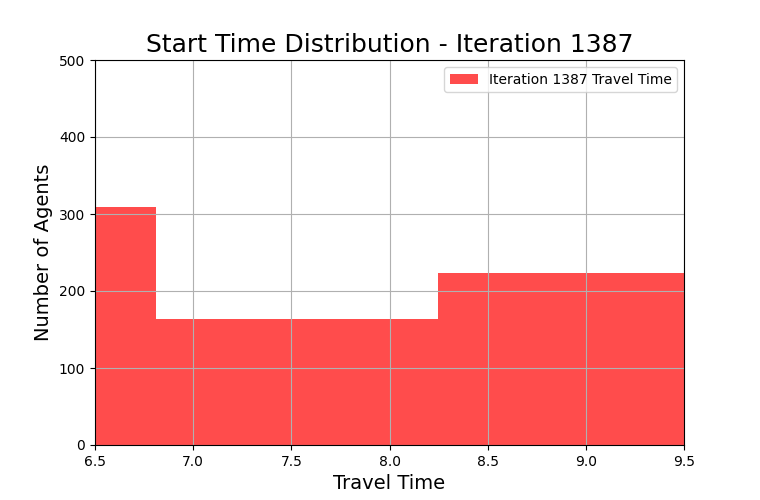 Start Time Distribution - Iteration 1387
500
400
300
200
100
0
Number of Agents
Iteration 1387 Travel Time
6.5 7.0 7.5 8.0 8.5 9.0 9.5
Travel Time